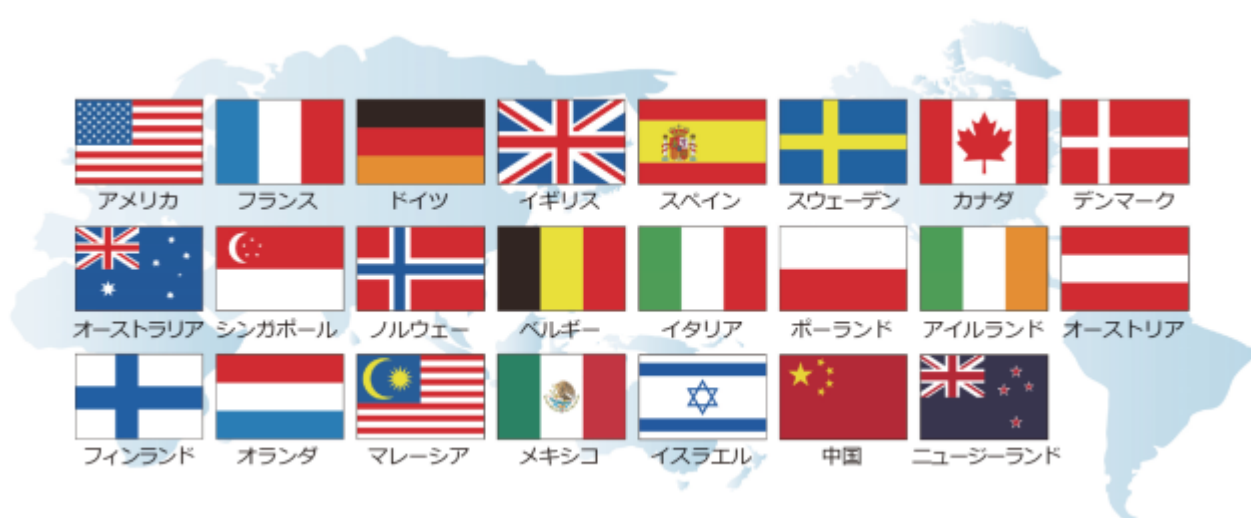 アメリカ フランス ドイツ イギリス スペイン スウェーデン カナダ デンマーク
オーストラリア シンガポール ノルウェー ベルギー イタリア ポーランド アイルランド オーストリア
フィンランド オランダ マレーシア メキシコ イスラエル 中国 ニュージーランド